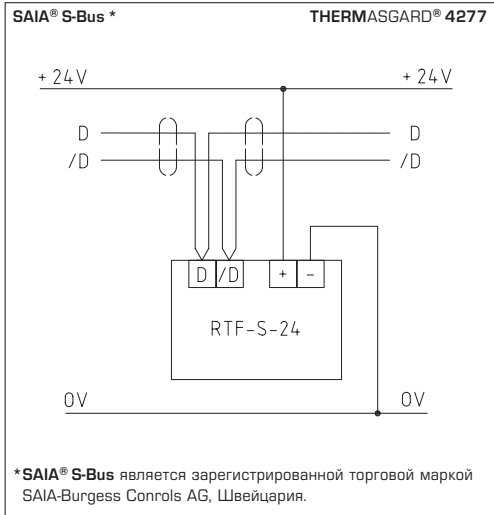 SAIA® S-Bus * THERMASGARD® 4277
+ 24V + 24V
D D
/D /D
D /D + -
RTF-S-24
0V 0V
*SAIA® S-Bus является зарегистрированной торговой маркой
SAIA-Burgess Conrols AG, Швейцария.